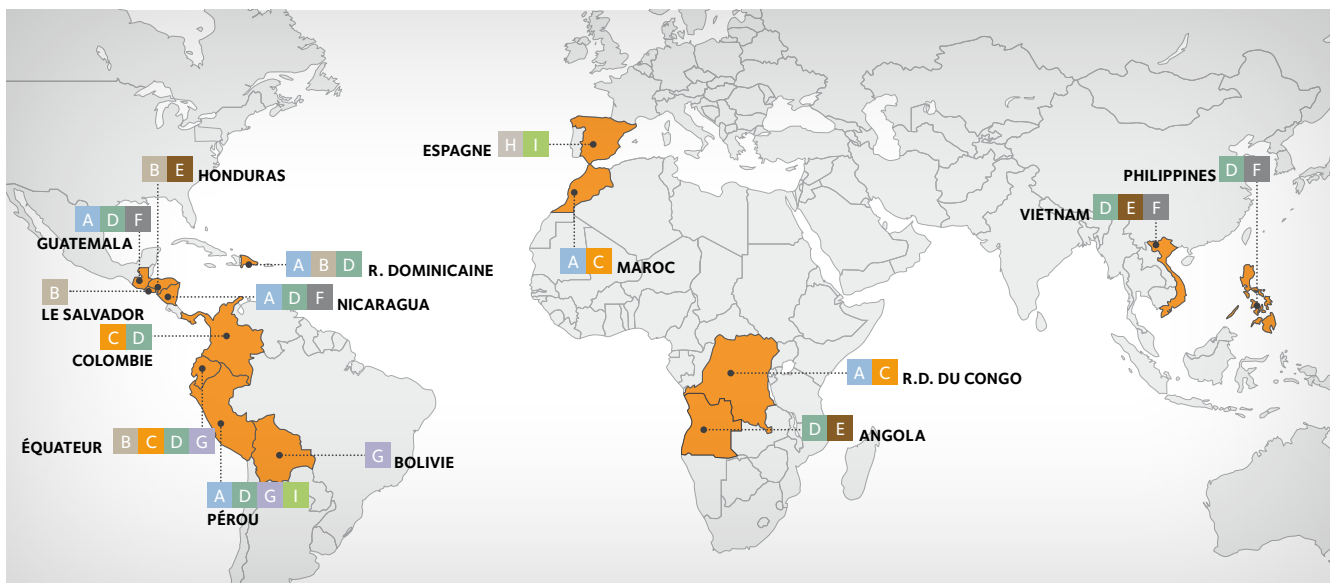 ESPAGNE H I
B E HONDURAS
PHILIPPINES D F
VIETNAM D E F
A D F
GUATEMALA
A B D R. DOMINICAINE
A C MAROC
B
LE SALVADOR
A D F NICARAGUA
C D
COLOMBIE
A C R.D. DU CONGO
ÉQUATEUR B C D G
D E ANGOLA
G BOLIVIE
A D G I
PÉROU